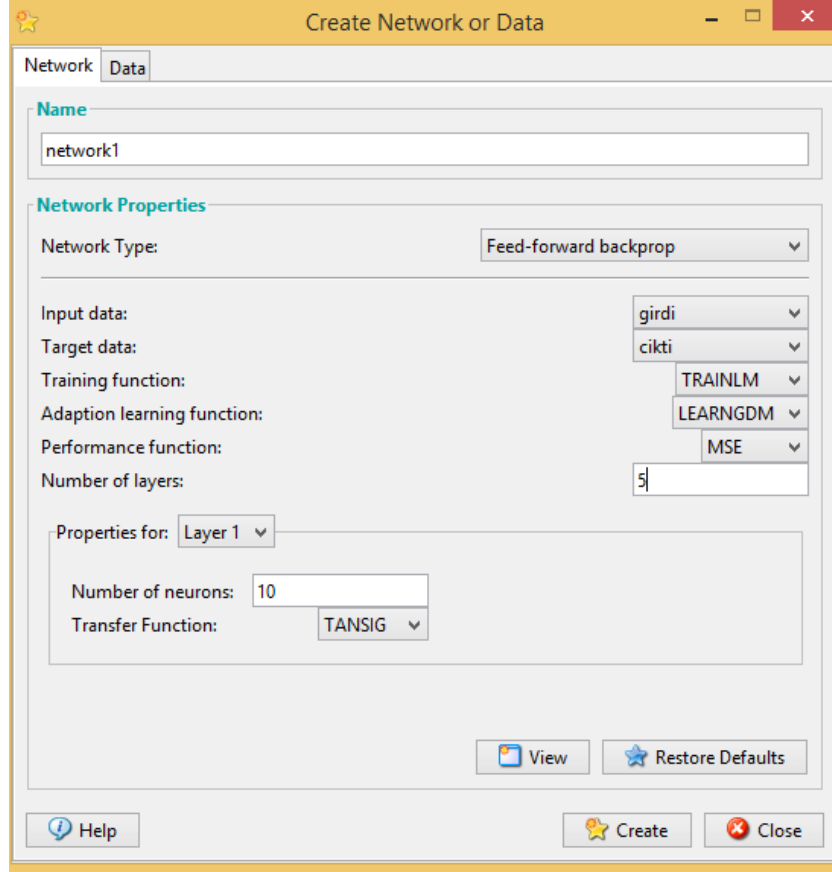 Create Network or Data
Network Data
Name
network1
Network Properties
Network Type: Feed-forward backprop
Input data: girdi
Target data: cikti
Training function: TRAINLM
Adaption learning function: LEARNGDM
Performance function: MSE
Number of layers: 5
Properties for: Layer 1
Number of neurons: 10
Transfer Function: TANSIG
View Restore Defaults
Help Create Close